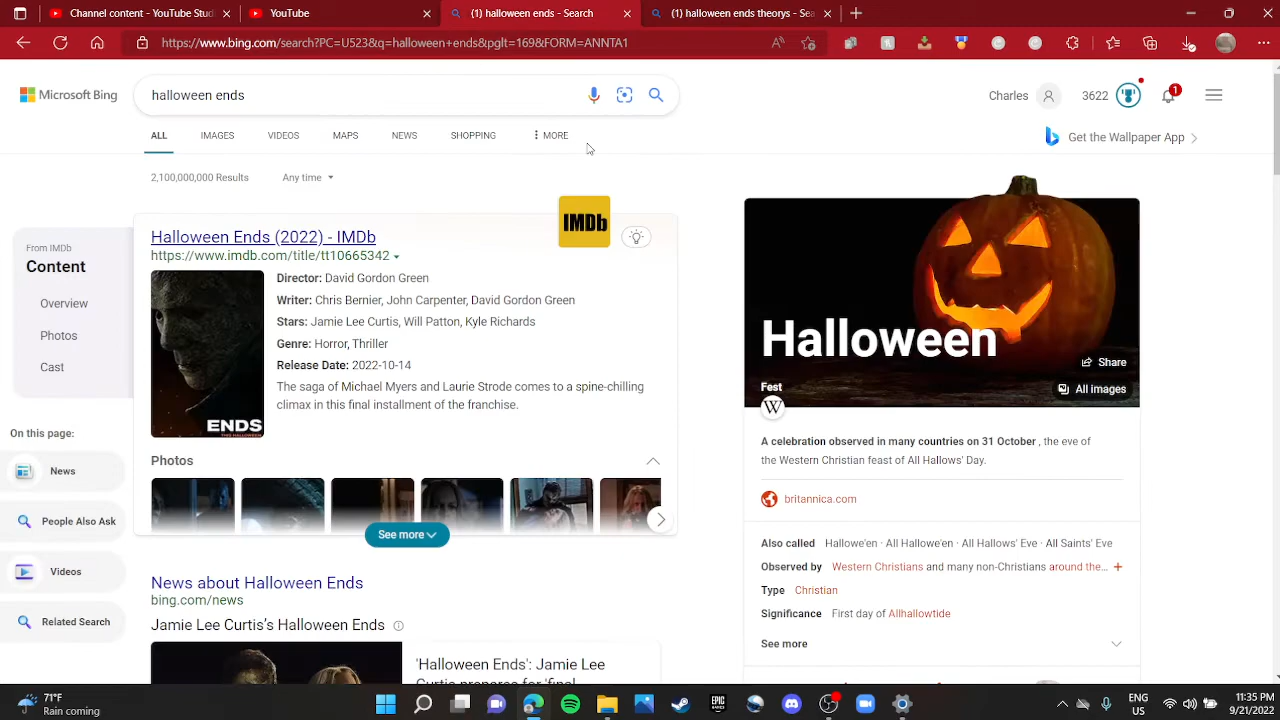 Content - YouTube Stud
YouTube
(1) halloween ends - Search
(1) halloween ends theories - Sea
https://www.bing.com/search?PC=U523&q=halloween+ends&pglt=169&FORM=ANNTA1
Microsoft Bing
halloween ends
Charles
3622
1
ALL
IMAGES
VIDEOS
MAPS
NEWS
SHOPPING
MORE
Get the Wallpaper App
2,100,000,000 Results
Any time
From IMDb
Content
Overview
Photos
Cast
On this page:
News
People Also Ask
Videos
Related Search
IMDb
Halloween Ends (2022) - IMDb
https://www.imdb.com/title/tt10665342
ENDS
Director: David Gordon Green
Writer: Chris Bernier, John Carpenter, David Gordon Green
Stars: Jamie Lee Curtis, Will Patton, Kyle Richards
Genre: Horror, Thriller
Release Date: 2022-10-14
The saga of Michael Myers and Laurie Strode comes to a spine-chilling
climax in this final installment of the franchise.
Photos
See more
News about Halloween Ends
bing.com/news
Jamie Lee Curtis’s Halloween Ends
'Halloween Ends': Jamie Lee
Halloween
Share
Fest
All images
W
A celebration observed in many countries on 31 October , the eve of
the Western Christian feast of All Hallows' Day.
britannica.com
Also called Hallowe'en · All Hallowe'en · All Hallows' Eve · All Saints' Eve
Observed by Western Christians and many non-Christians around the... +
Type Christian
Significance First day of Allhallowtide
See more
71°F
Rain coming
EPIC
GAMES
ENG
US
11:35 PM
9/21/2022